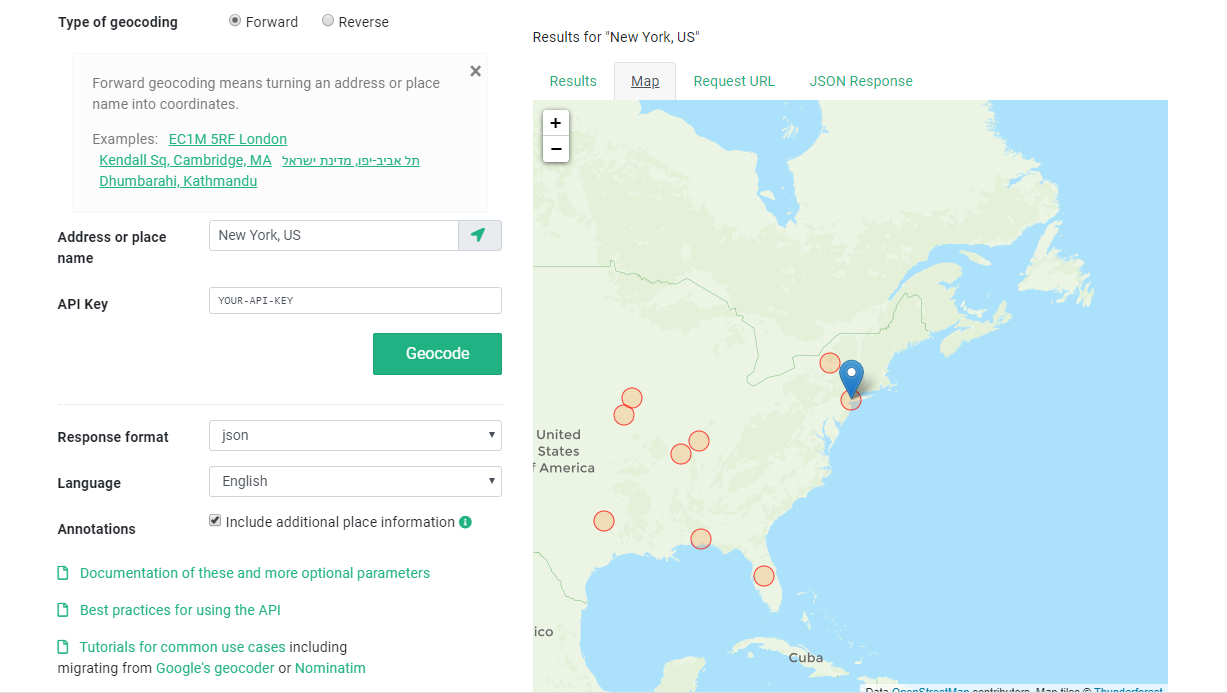 Type of geocoding Forward Reverse
Forward geocoding means turning an address or place
name into coordinates.
Examples: EC1M 5RF London
Kendall Sq, Cambridge, MA תל אביב-יפו, מדינת ישראל
Dhumbarahi, Kathmandu
Address or place
name
New York, US
API Key YOUR-API-KEY
Geocode
Response format json
Language English
Annotations Include additional place information
Documentation of these and more optional parameters
Best practices for using the API
Tutorials for common use cases including
migrating from Google's geocoder or Nominatim
Results for "New York, US"
Results Map Request URL JSON Response
+
−
United
States
f America
ico
Cuba
Data OpenStreetMap contributors, Map tiles © Thunderforest